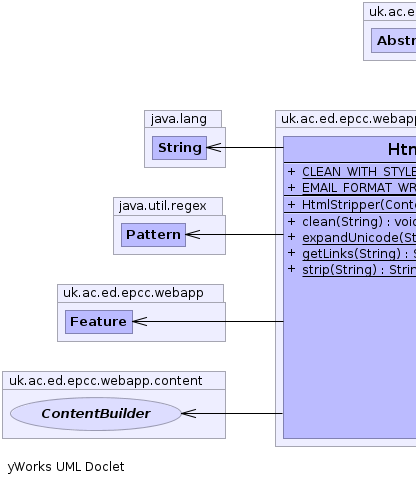 uk.ac.e
Abstr
java.lang
String
uk.ac.ed.epcc.webapp
Htm
+ CLEAN_WITH_STYLE
+ EMAIL_FORMAT_WR
+ HtmlStripper(Conte
+ clean(String) : void
+ expandUnicode(St
+ getLinks(String) : S
+ strip(String) : Strin
java.util.regex
Pattern
uk.ac.ed.epcc.webapp
Feature
uk.ac.ed.epcc.webapp.content
ContentBuilder
yWorks UML Doclet